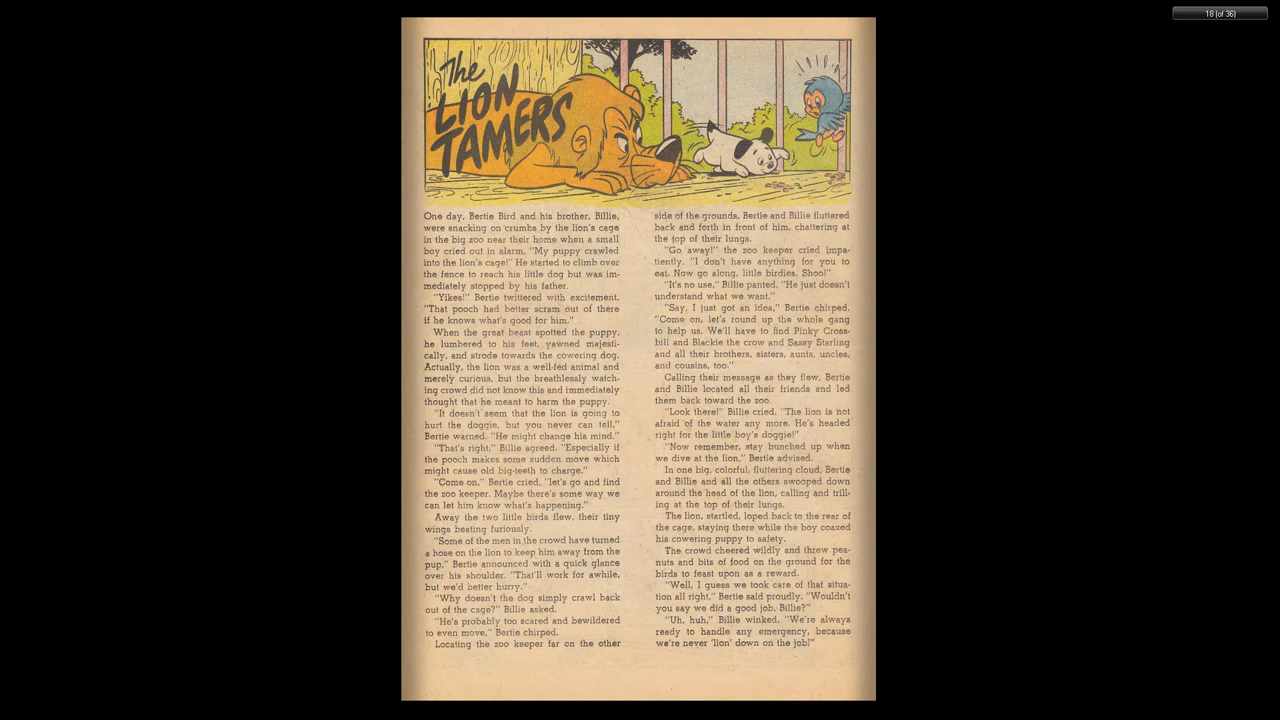 18 [of 36]
The
LION
TAMERS
One day, Bertie Bird and his brother, Billie,
were snacking on crumbs by the lion's cage
in the big zoo near their home when a small
boy cried out in alarm, "My puppy crawled
into the lion's cage!" He started to climb over
the fence to reach his little dog but was im-
mediately stopped by his father.
"Yikes!" Bertie twittered with excitement.
"That pooch had better scram out of there
if he knows what's good for him."
When the great beast spotted the puppy,
he lumbered to his feet, yawned majesti-
cally, and strode towards the cowering dog.
Actually, the lion was a well-fed animal and
merely curious, but the breathlessly watch-
ing crowd did not know this and immediately
thought that he meant to harm the puppy.
"It doesn't seem that the lion is going to
hurt the doggie, but you never can tell,"
Bertie warned. "He might change his mind."
"That's right," Billie agreed. "Especially if
the pooch makes some sudden move which
might cause old big-teeth to charge."
"Come on," Bertie cried, "let's go and find
the zoo keeper. Maybe there's some way we
can let him know what's happening."
Away the two little birds flew, their tiny
wings beating furiously.
"Some of the men in the crowd have turned
a hose on the lion to keep him away from the
pup," Bertie announced with a quick glance
over his shoulder. "That'll work for awhile,
but we'd better hurry."
"Why doesn't the dog simply crawl back
out of the cage?" Billie asked.
"He's probably too scared and bewildered
to even move," Bertie chirped.
Locating the zoo keeper far on the other
side of the grounds, Bertie and Billie fluttered
back and forth in front of him, chattering at
the top of their lungs.
"Go away!" the zoo keeper cried impa-
tiently. "I don't have anything for you to
eat. Now go along, little birdies. Shoo!"
"It's no use," Billie panted. "He just doesn't
understand what we want."
"Say, I just got an idea," Bertie chirped.
"Come on, let's round up the whole gang
to help us. We'll have to find Pinky Cross-
bill and Blackie the crow and Sassy Starling
and all their brothers, sisters, aunts, uncles,
and cousins, too."
Calling their message as they flew, Bertie
and Billie located all their friends and led
them back toward the zoo.
"Look there!" Billie cried. "The lion is not
afraid of the water any more. He's headed
right for the little boy's doggie!"
"Now remember, stay bunched up when
we dive at the lion," Bertie advised.
In one big, colorful, fluttering cloud, Bertie
and Billie and all the others swooped down
around the head of the lion, calling and trill-
ing at the top of their lungs.
The lion, startled, loped back to the rear of
the cage, staying there while the boy coaxed
his cowering puppy to safety.
The crowd cheered wildly and threw pea-
nuts and bits of food on the ground for the
birds to feast upon as a reward.
"Well, I guess we took care of that situa-
tion all right," Bertie said proudly. "Wouldn't
you say we did a good job, Billie?"
"Uh, huh," Billie winked. "We're always
ready to handle any emergency, because
we're never 'lion' down on the job!"